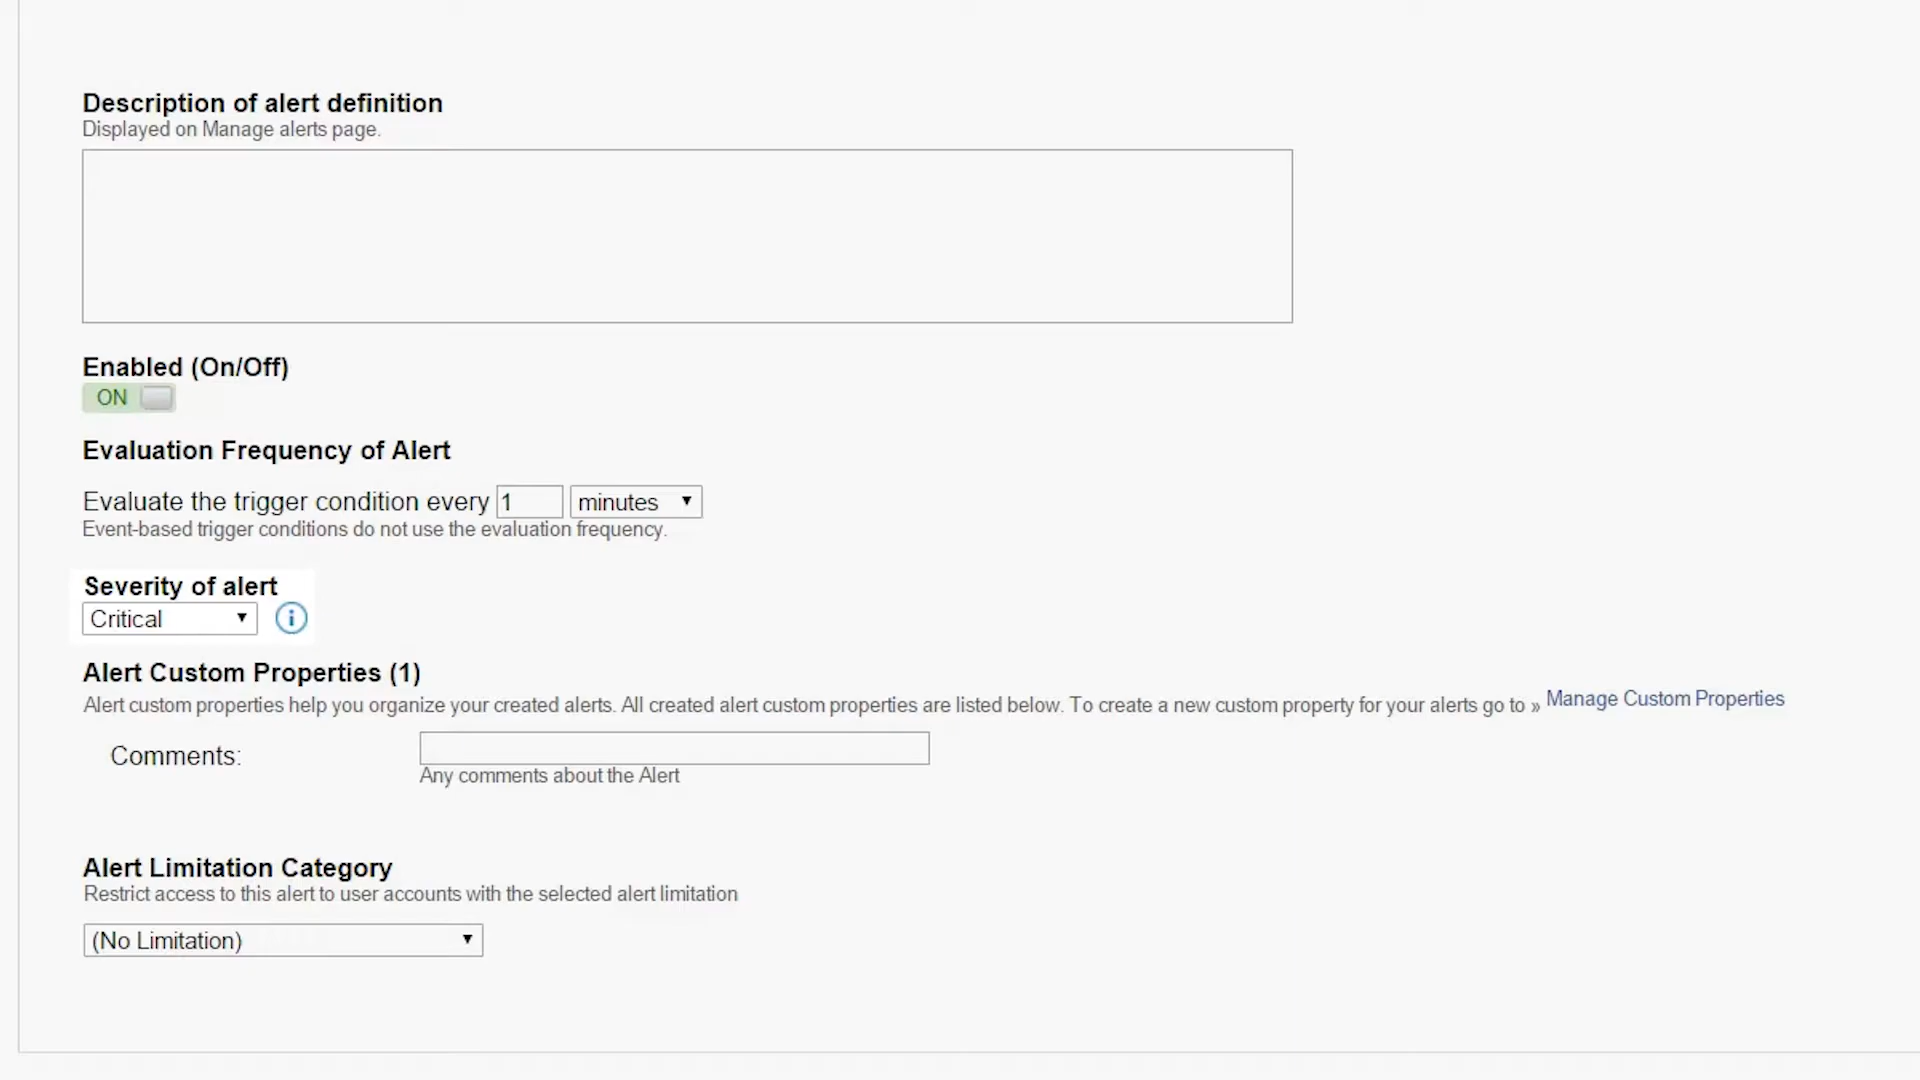 Description of alert definition
Displayed on Manage alerts page.
Enabled (On/Off)
ON
Evaluation Frequency of Alert
Evaluate the trigger condition every 1 minutes
Event-based trigger conditions do not use the evaluation frequency.
Severity of alert
Critical
Alert Custom Properties (1)
Alert custom properties help you organize your created alerts. All created alert custom properties are listed below. To create a new custom property for your alerts go to » Manage Custom Properties
Comments:
Any comments about the Alert
Alert Limitation Category
Restrict access to this alert to user accounts with the selected alert limitation
(No Limitation)